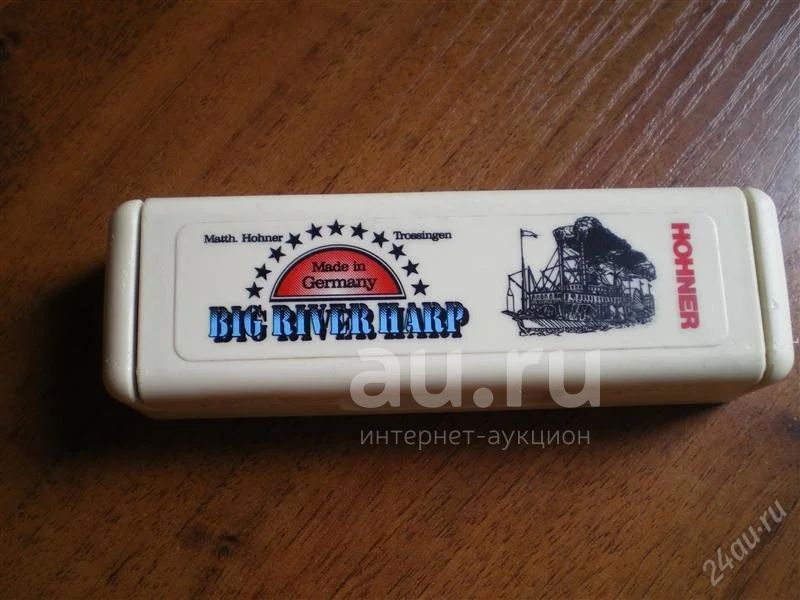 Matth. Hohner
Trossingen
Made in
Germany
BIG RIVER HARP
HOHNER
au.ru
интернет-аукцион
24au.ru